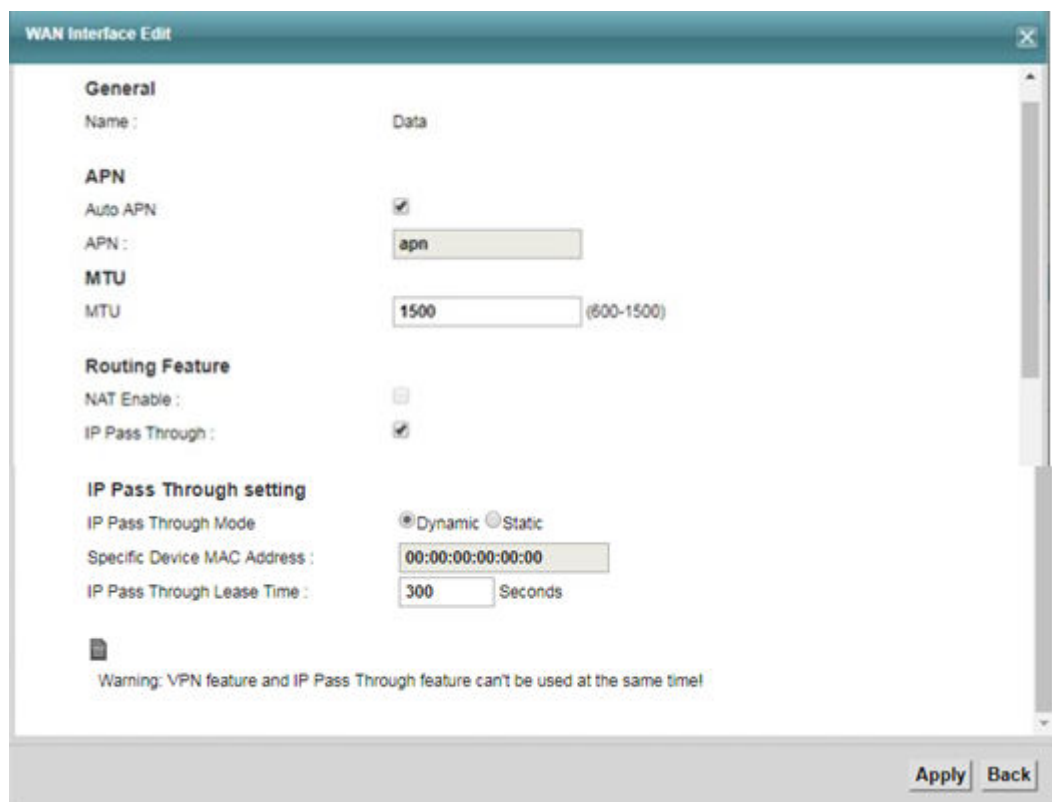 WAN Interface Edit
General
Name : Data
APN
Auto APN
APN : apn
MTU
MTU 1500 (600-1500)
Routing Feature
NAT Enable :
IP Pass Through :
IP Pass Through setting
IP Pass Through Mode Dynamic Static
Specific Device MAC Address : 00:00:00:00:00:00
IP Pass Through Lease Time : 300 Seconds
Warning: VPN feature and IP Pass Through feature can't be used at the same time!
Apply Back